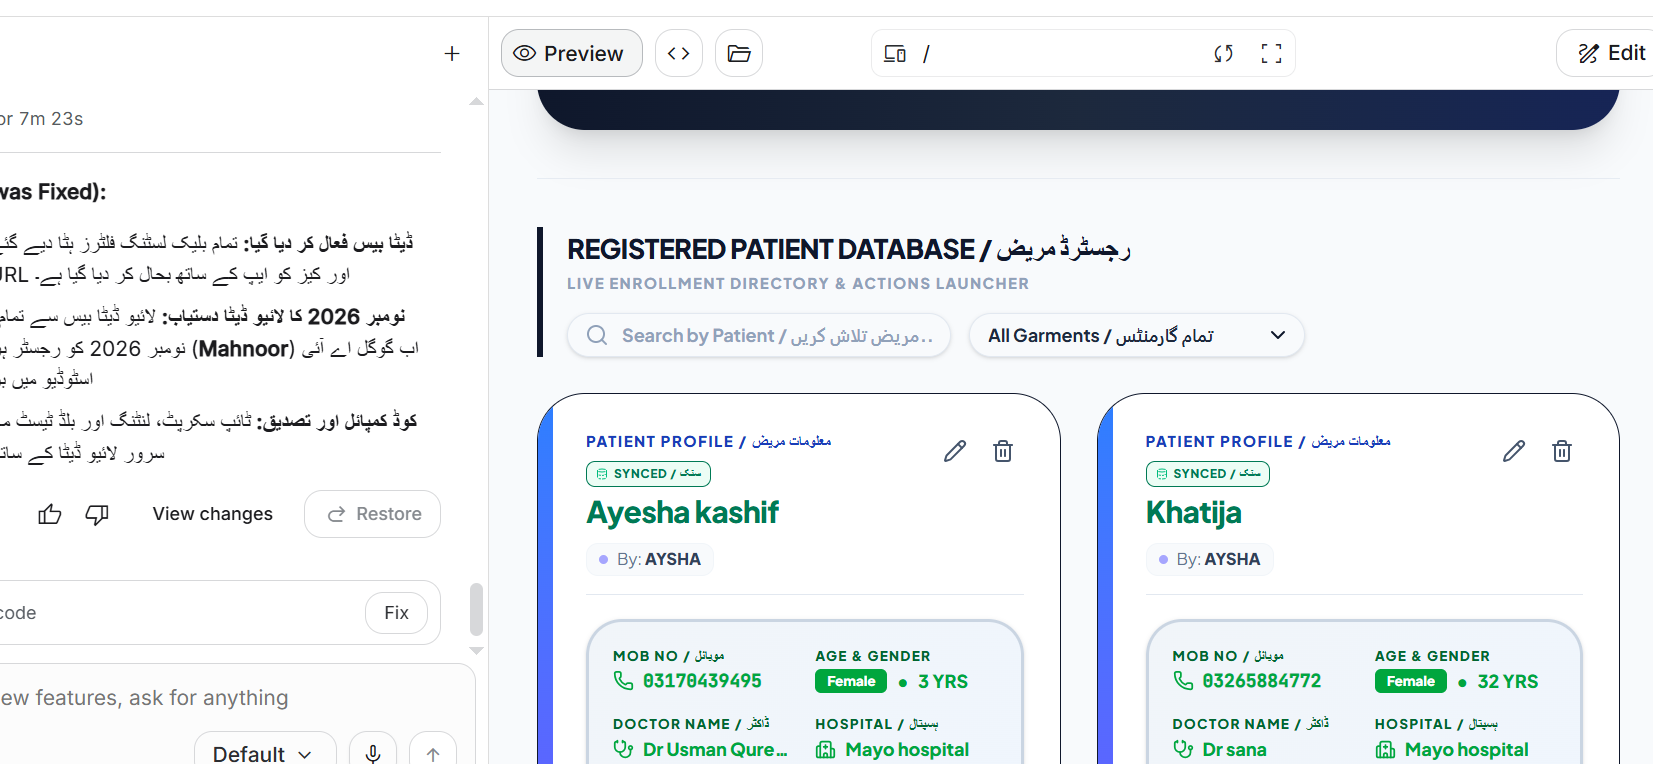 Preview
/
Edit
or 7m 23s
was Fixed):
ڈیٹا بیس فعال کر دیا گیا: تمام بلیک لسٹنگ فلٹرز ہٹا دیے گئے
اور کیز کو ایپ کے ساتھ بحال کر دیا گیا ہے۔ URL
نومبر 2026 کا لائیو ڈیٹا دستیاب: لائیو ڈیٹا بیس سے تمام
نومبر 2026 کو رجسٹر (Mahnoor) اب گوگل اے آئی
اسٹوڈیو میں
کوڈ کمپائل اور تصدیق: ٹائپ سکرپٹ، لنٹنگ اور بلڈ ٹیسٹ
سرور لائیو ڈیٹا کے ساتھ
View changes
Restore
code
Fix
ew features, ask for anything
Default
REGISTERED PATIENT DATABASE / رجسٹرڈ مریض
LIVE ENROLLMENT DIRECTORY & ACTIONS LAUNCHER
Search by Patient / مریض تلاش کریں..
All Garments / تمام گارمنٹس
PATIENT PROFILE / معلومات مریض
SYNCED / سنک
Ayesha kashif
By: AYSHA
MOB NO / موبائل
AGE & GENDER
03170439495
Female • 3 YRS
DOCTOR NAME / ڈاکٹر
HOSPITAL / ہسپتال
Dr Usman Qure...
Mayo hospital
PATIENT PROFILE / معلومات مریض
SYNCED / سنک
Khatija
By: AYSHA
MOB NO / موبائل
AGE & GENDER
03265884772
Female • 32 YRS
DOCTOR NAME / ڈاکٹر
HOSPITAL / ہسپتال
Dr sana
Mayo hospital